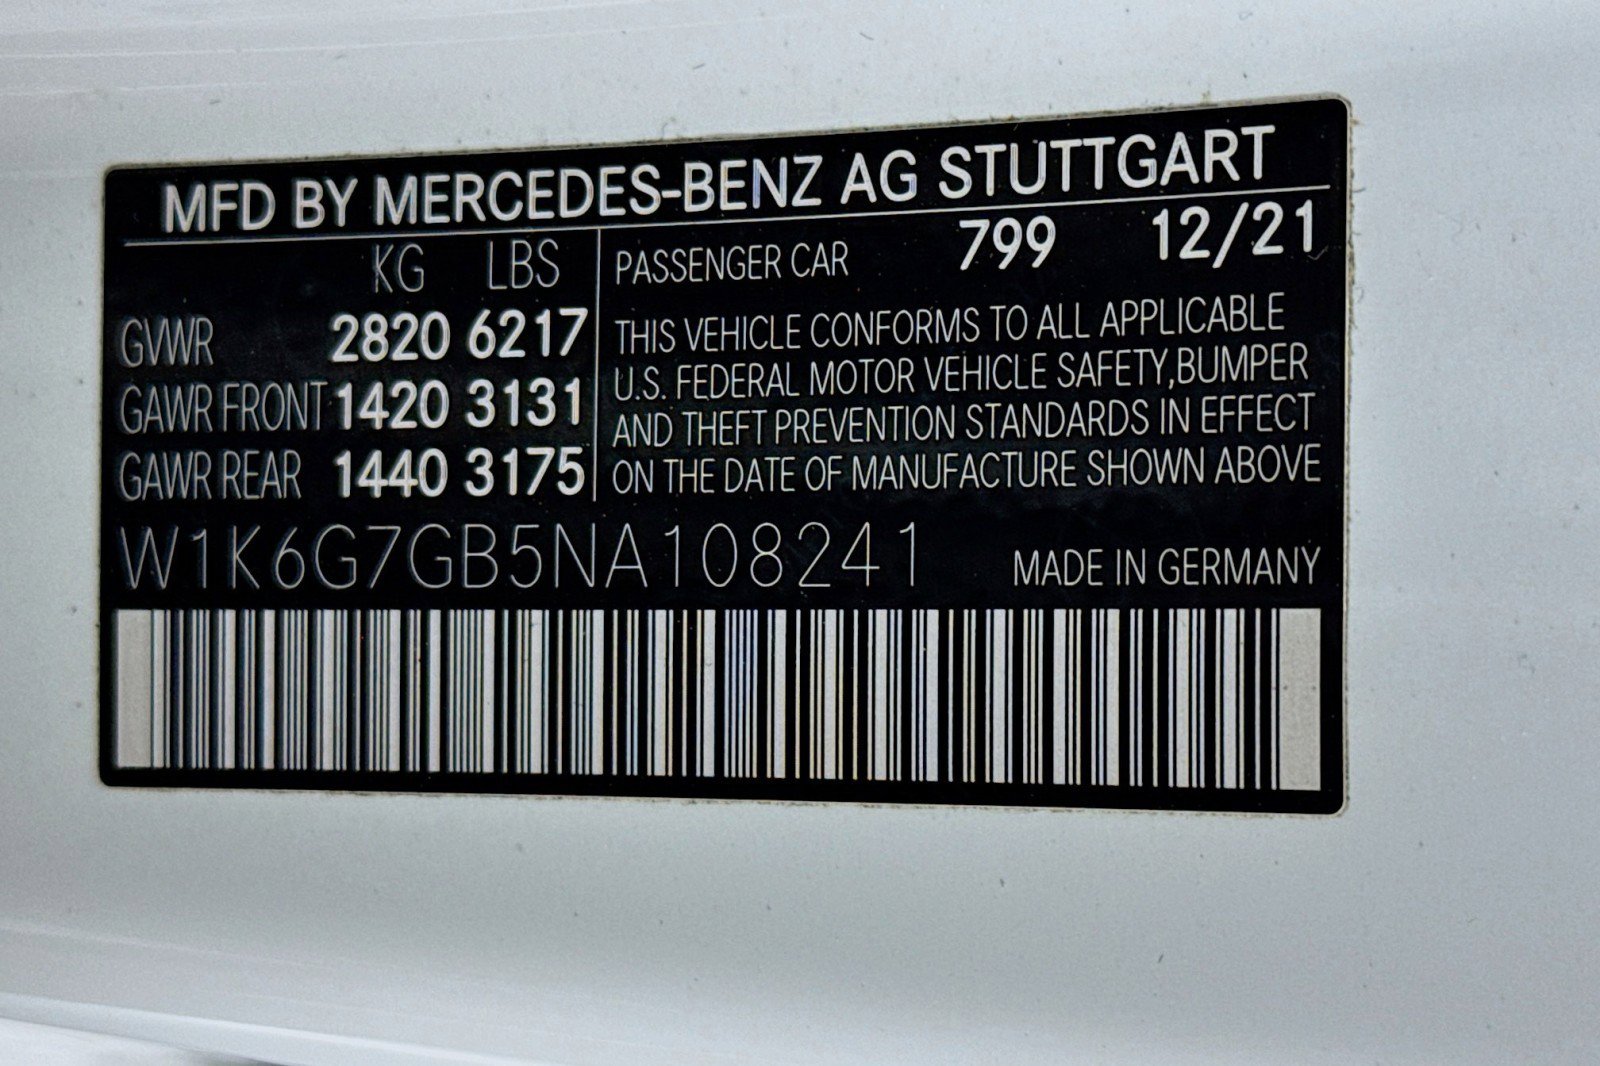 MFD BY MERCEDES-BENZ AG STUTTGART
KG LBS
GVWR 2820 6217
GAWR FRONT 1420 3131
GAWR REAR 1440 3175
PASSENGER CAR 799 12/21
THIS VEHICLE CONFORMS TO ALL APPLICABLE
U.S. FEDERAL MOTOR VEHICLE SAFETY,BUMPER
AND THEFT PREVENTION STANDARDS IN EFFECT
ON THE DATE OF MANUFACTURE SHOWN ABOVE
W1K6G7GB5NA108241 MADE IN GERMANY